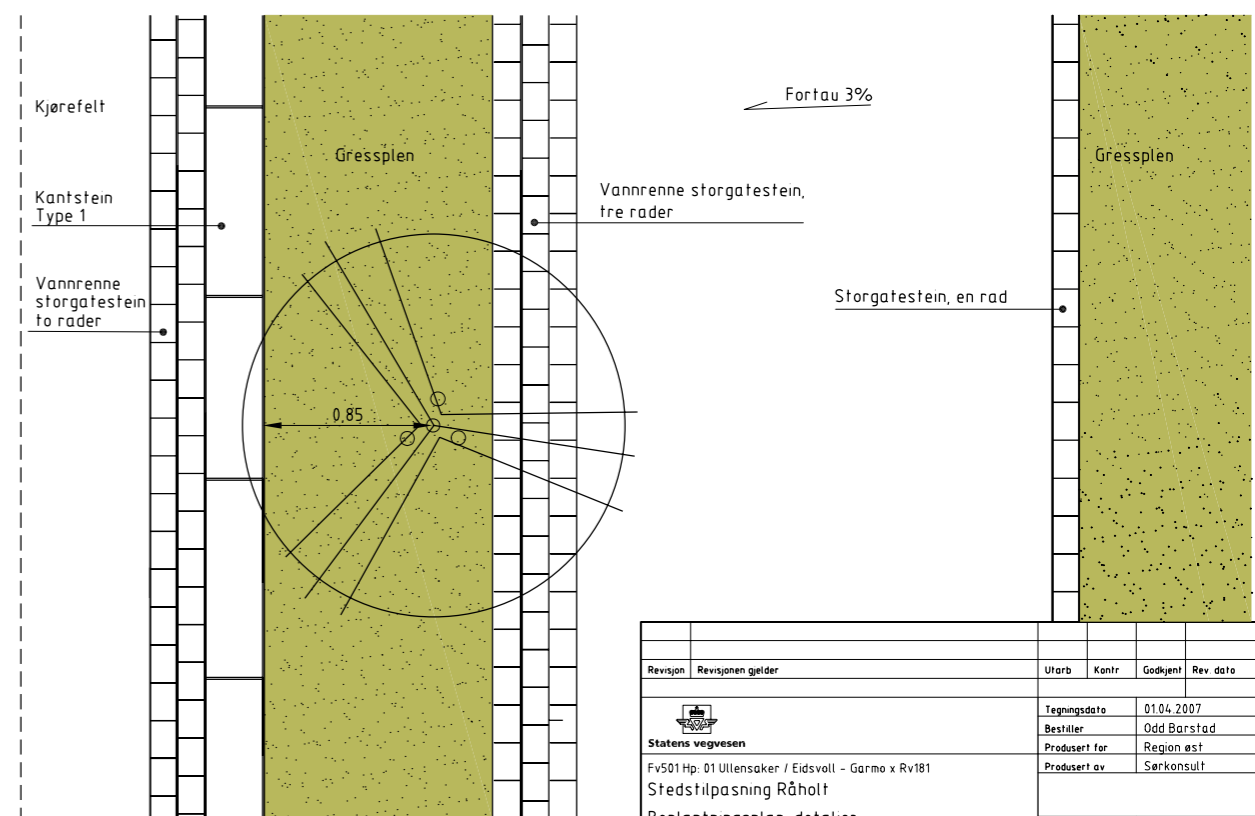 Kjørefelt
Fortau 3%
Gressplen
Gressplen
Kantstein
Type 1
Vannrenne storgatestein,
tre rader
Vannrenne
storgatestein
to rader
Storgatestein, en rad
0,85
Revisjon Revisjonen gjelder Utarb Kontr Godkjent Rev. dato
Statens vegvesen
Tegningsdato 01.04.2007
Bestiller Odd Barstad
Produsert for Region øst
Produsert av Sørkonsult
Fv501 Hp: 01 Ullensaker / Eidsvoll - Garmo x Rv181
Stedstilpasning Råholt
Beplantningsplan, detaljer